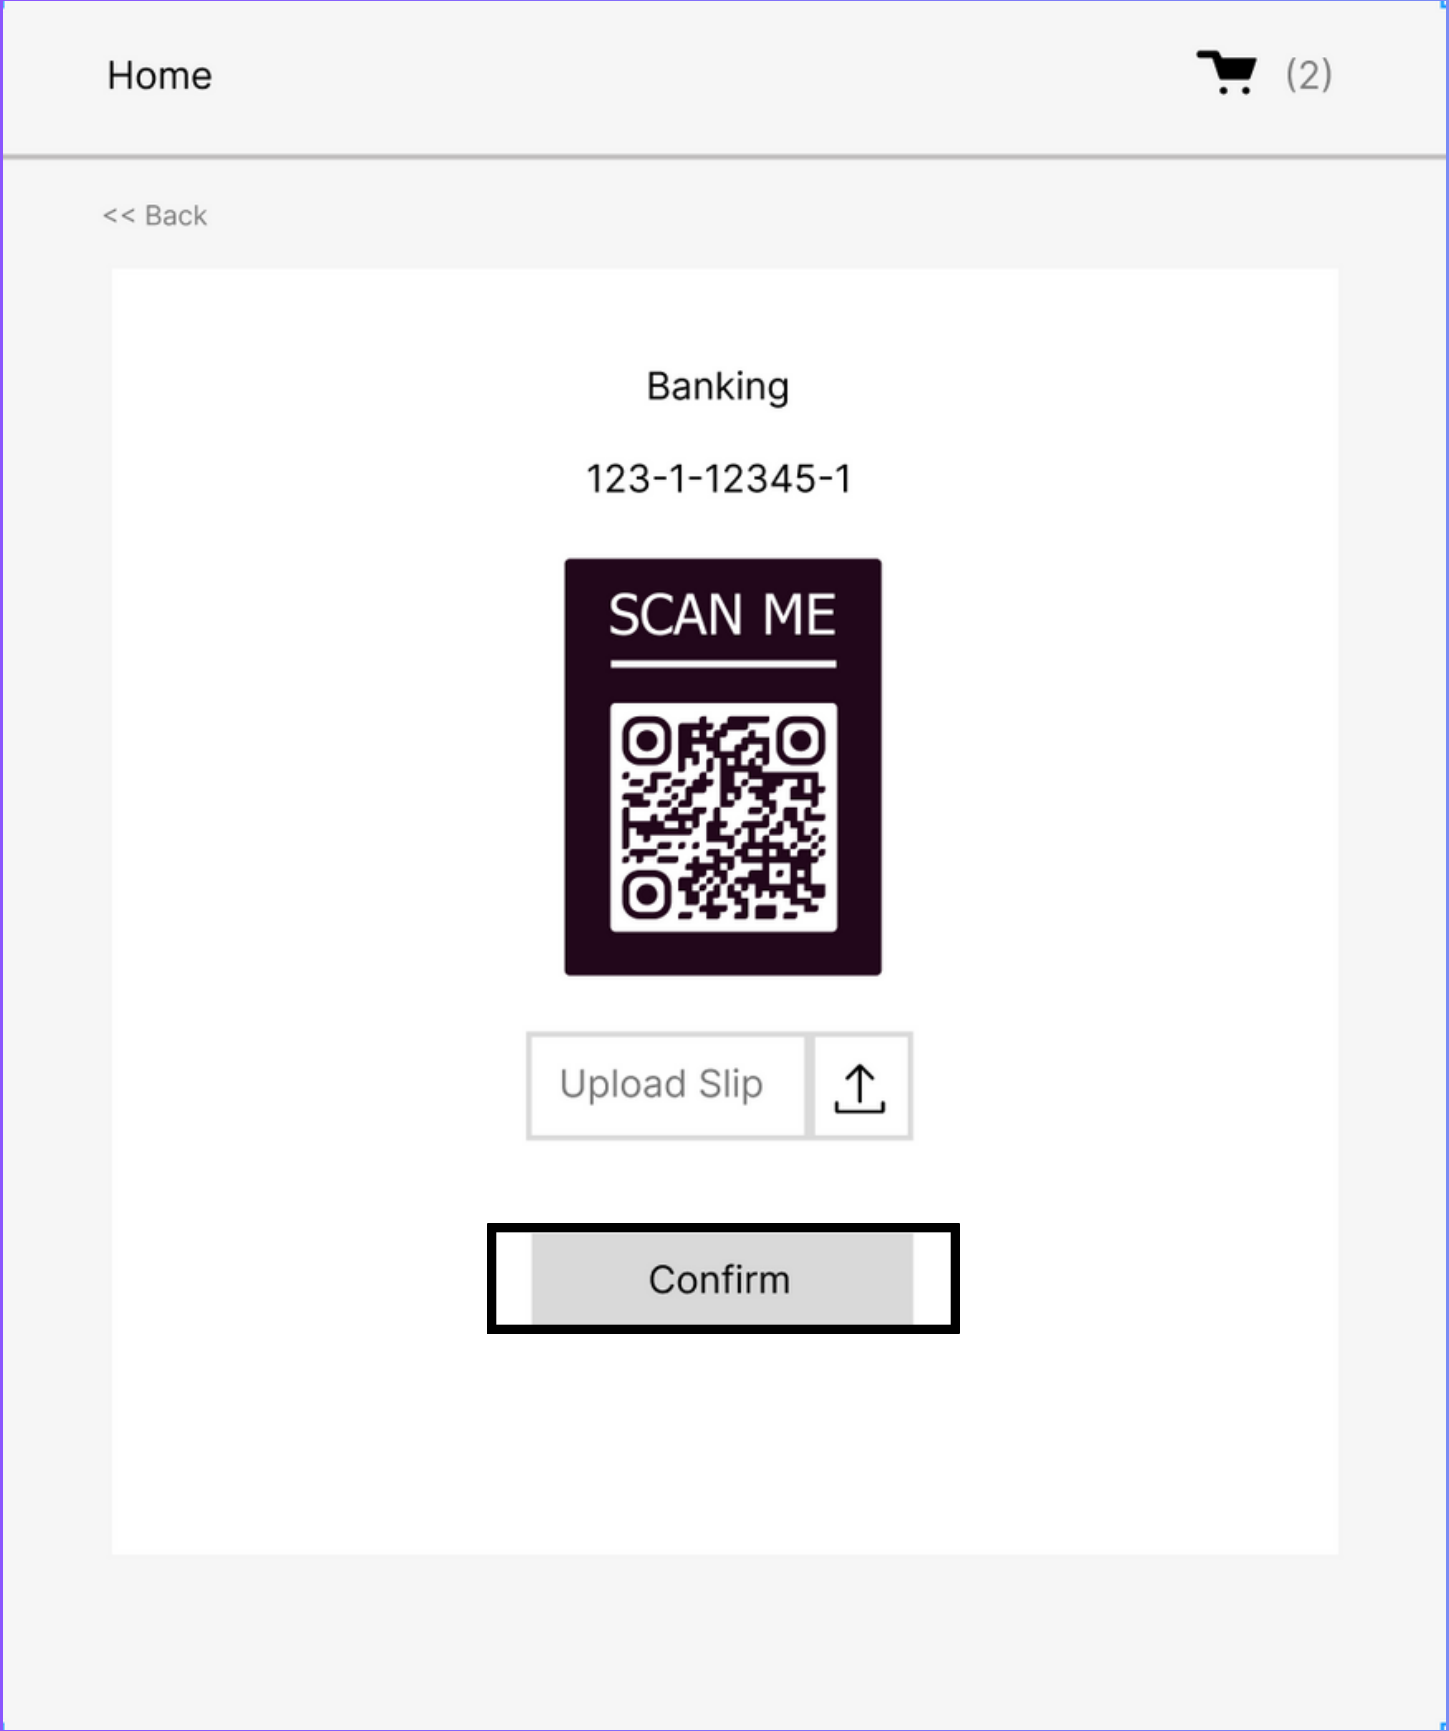 Home (2)
<< Back
Banking
123-1-12345-1
SCAN ME
Upload Slip
Confirm